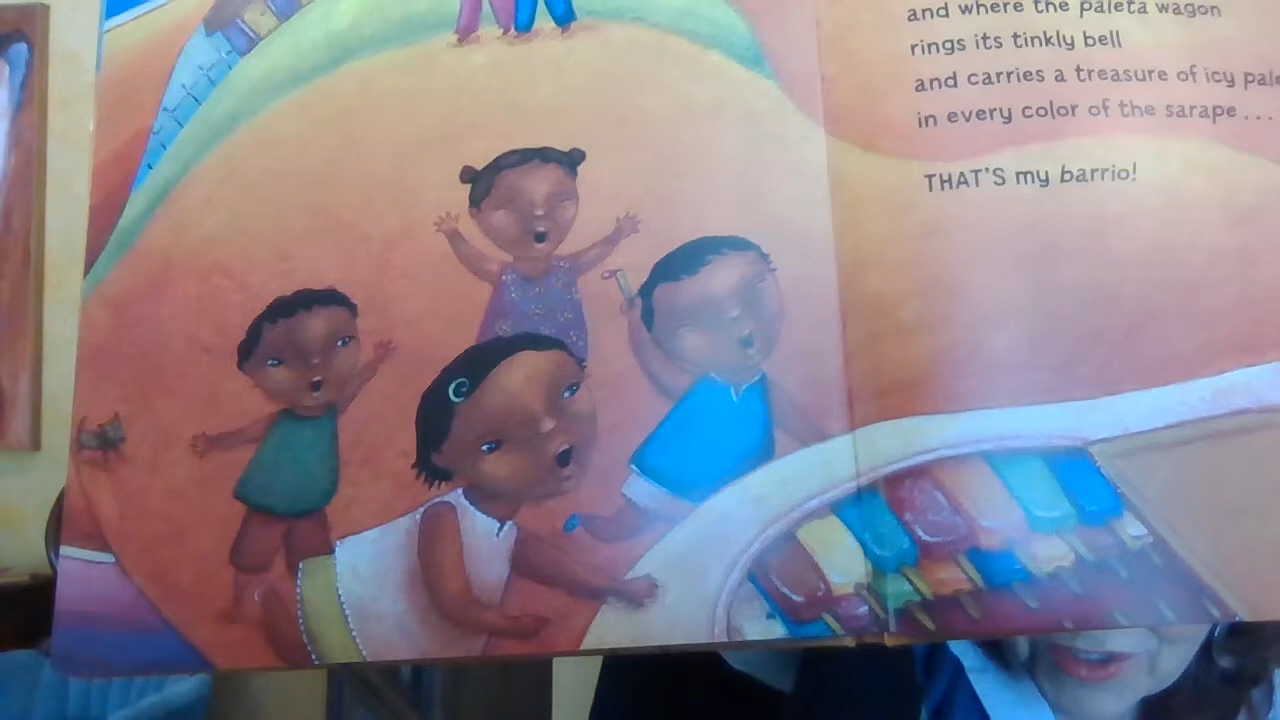 and where the paleta wagon
rings its tinkly bell
and carries a treasure of icy
in every color of the sarape...
THAT'S my barrio!